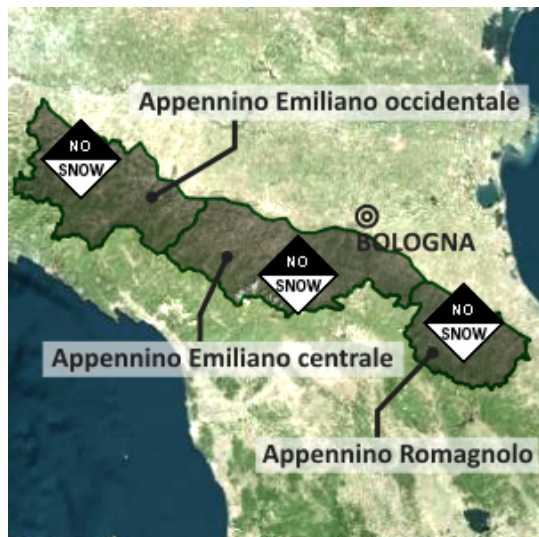 Appennino Emiliano occidentale
NO
SNOW
BOLOGNA
NO
SNOW
NO
SNOW
Appennino Emiliano centrale
Appennino Romagnolo